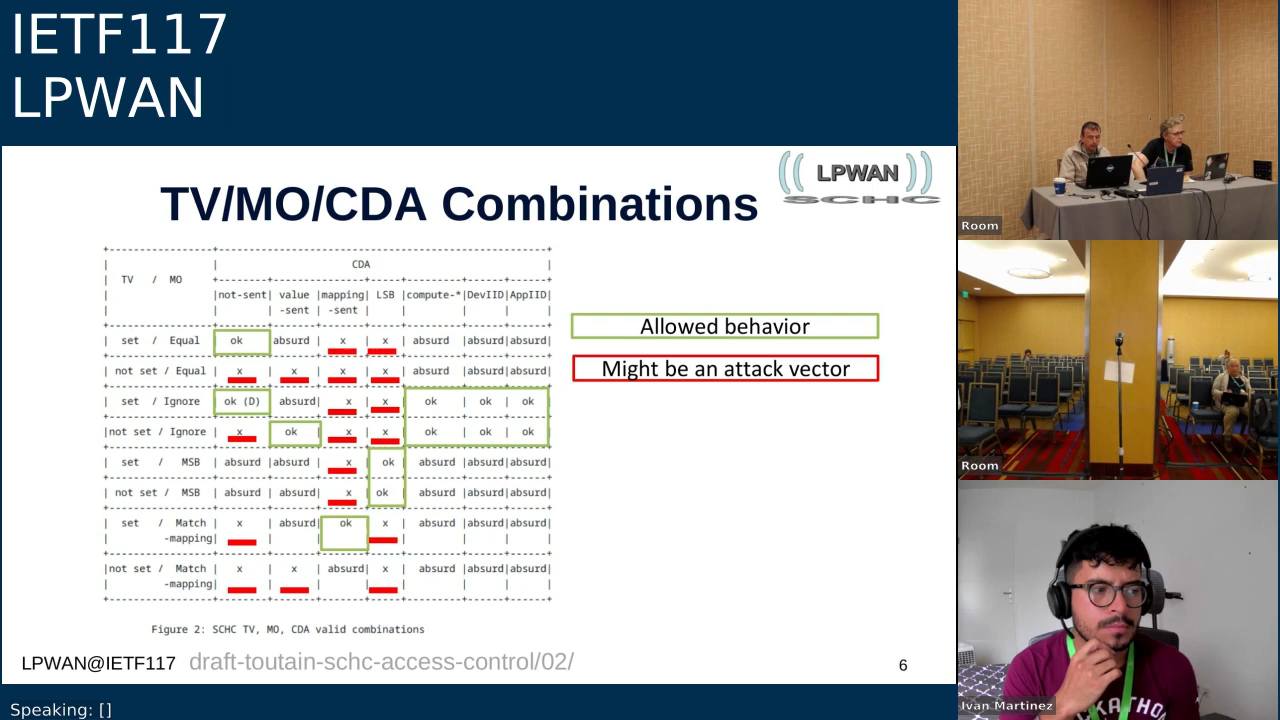 IETF117
LPWAN
LPWAN
SCHC
TV/MO/CDA Combinations
+---------------+-----------------------------------------------+
| | CDA |
| TV / MO +--------+------+-------+-----+---------+------+------+
| |not-sent| value |mapping| LSB |compute-*|DevIID|AppIID|
| | | -sent | -sent | | | | |
| set / Equal | ok |absurd | x | x | absurd |absurd|absurd|
| not set / Equal | x | x | x | x | absurd |absurd|absurd|
| set / Ignore | ok (D) | absurd| x | x | ok | ok | ok |
|not set / Ignore | x | ok | x | x | ok | ok | ok |
| set / MSB | absurd |absurd | x | ok | absurd |absurd|absurd|
| not set / MSB | absurd |absurd| x | ok | absurd |absurd|absurd|
| set / Match | x | absurd| ok | x | absurd |absurd|absurd|
| -mapping| | | | | | | |
|not set / Match | x | x | absurd| x | absurd |absurd|absurd|
| -mapping| | | | | | | |
Figure 2: SCHC TV, MO, CDA valid combinations
Allowed behavior
Might be an attack vector
LPWAN@IETF117 draft-toutain-schc-access-control/02/ 6
Speaking: []
Room
Room
Ivan Martinez